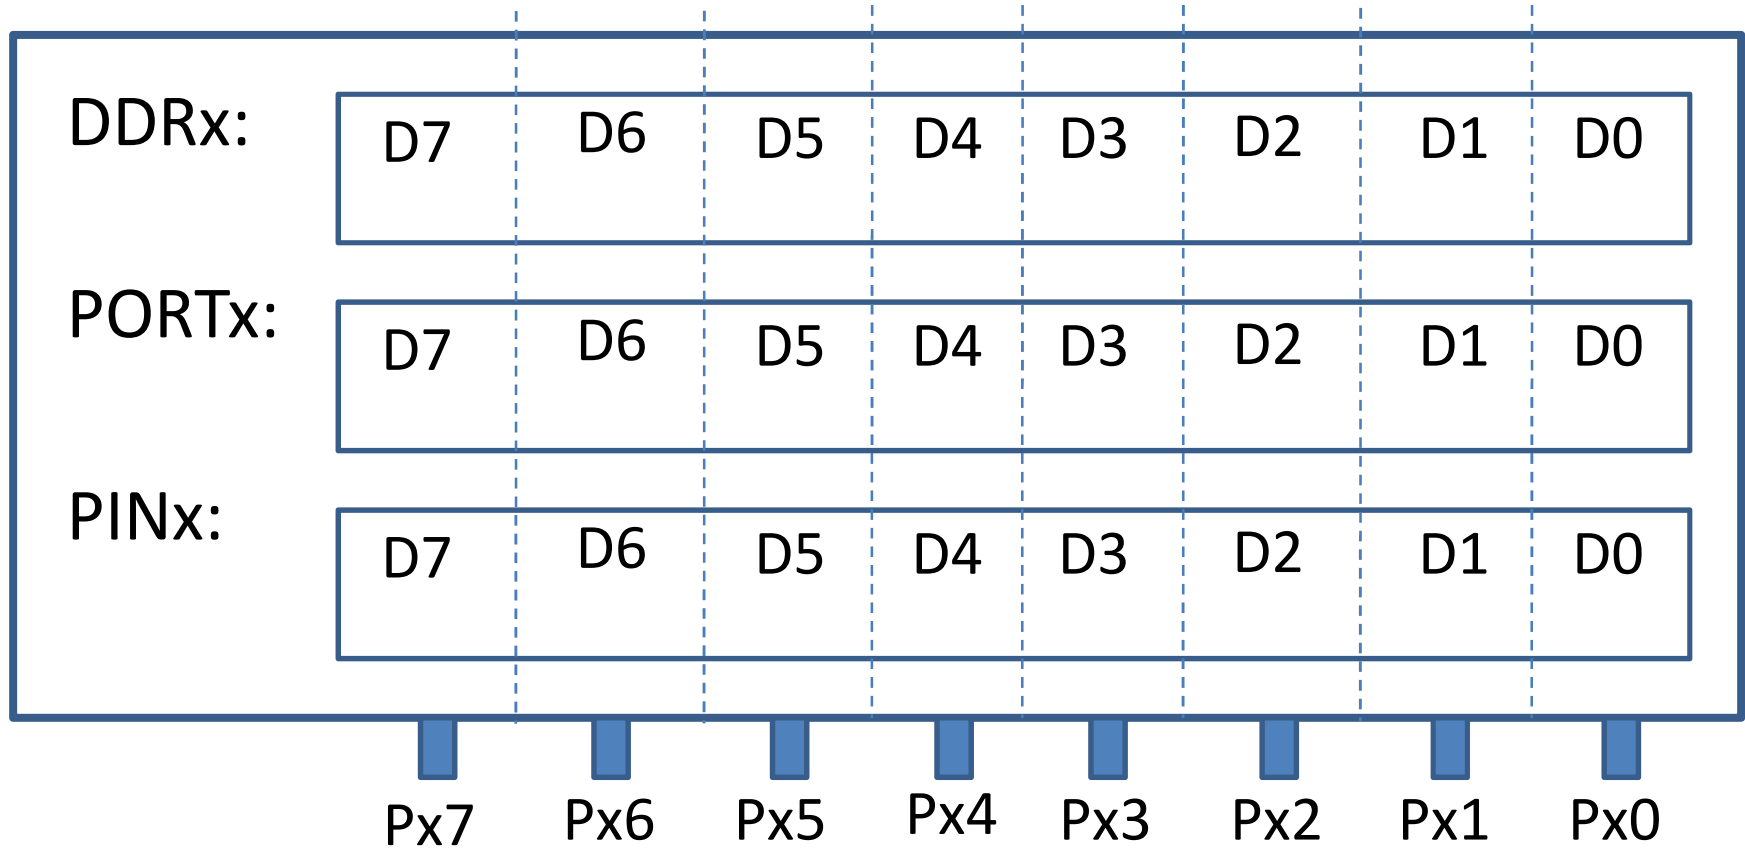 DDRx: D7 D6 D5 D4 D3 D2 D1 D0
PORTx: D7 D6 D5 D4 D3 D2 D1 D0
PINx: D7 D6 D5 D4 D3 D2 D1 D0
Px7 Px6 Px5 Px4 Px3 Px2 Px1 Px0